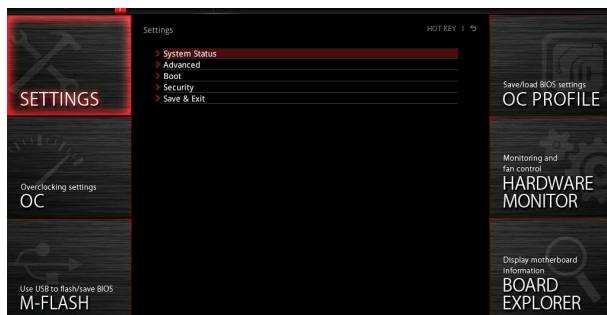 Settings
HOT KEY | ↰
System Status
Advanced
Boot
Security
Save & Exit
SETTINGS
Overclocking settings
OC
Use USB to flash/save BIOS
M-FLASH
Save/load BIOS settings
OC PROFILE
Monitoring and
fan control
HARDWARE
MONITOR
Display motherboard
information
BOARD
EXPLORER